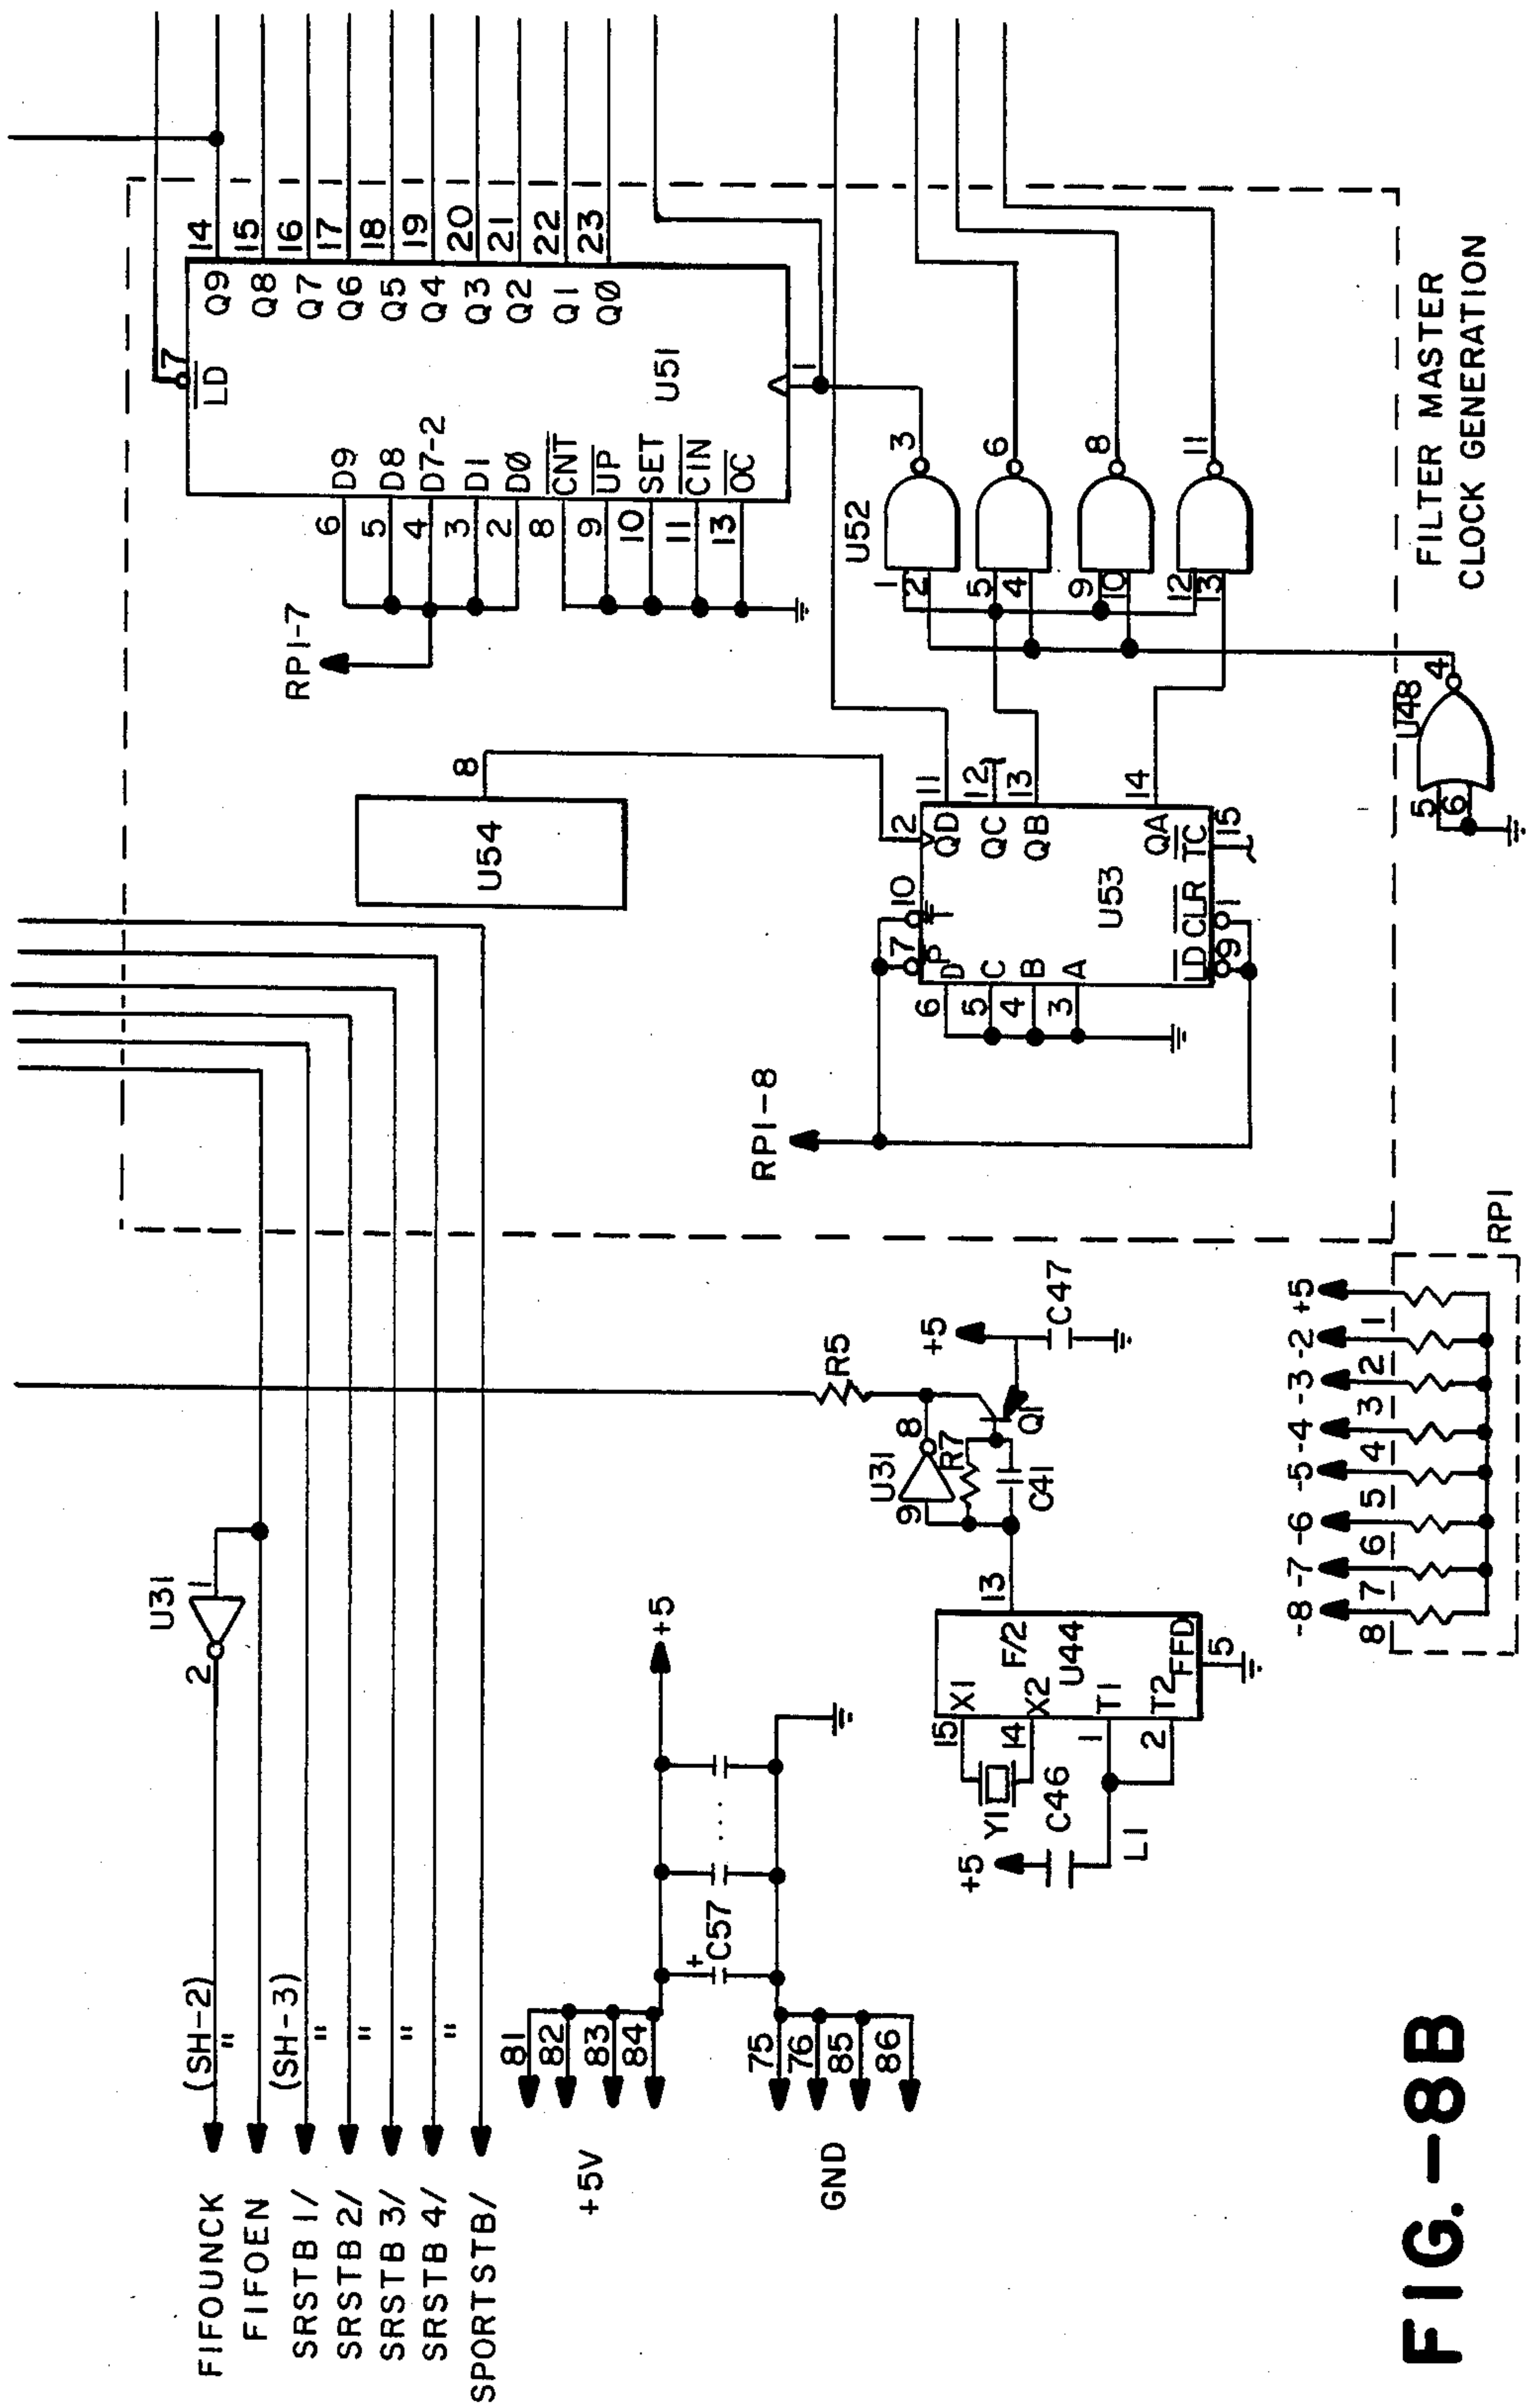 FIFOUNCK
FIFOEN
SRSTB 1/
SRSTB 2/
SRSTB 3/
SRSTB 4/
SPORTSTB/
(SH-2)
"
(SH-3)
"
"
"
"
U31
2
1
+5V
81
82
83
84
+5
C57
+
...
GND
75
76
85
86
+5
C46
L1
Y1
15
14
1
2
X1
X2
T1
T2
F/2
U44
FFD
5
13
U31
9
8
R7
C41
Q1
R5
+5
C47
-8
-7
-6
-5
-4
-3
-2
+5
8
7
6
5
4
3
2
1
RP1
RP1-7
6
5
4
3
2
8
9
10
11
13
D9
D8
D7-2
D1
DØ
CNT
UP
SET
CIN
OC
LD
7
U51
1
Q9
Q8
Q7
Q6
Q5
Q4
Q3
Q2
Q1
QØ
14
15
16
17
18
19
20
21
22
23
U54
8
RP1-8
6
5
4
3
D
C
B
A
7
P
10
T
2
U53
LD
CLR
9
1
QD
QC
QB
QA
TC
11
12
13
14
15
U52
1
2
3
5
4
6
9
10
8
12
13
11
U48
5
6
4
FILTER MASTER
CLOCK GENERATION
FIG.-8B